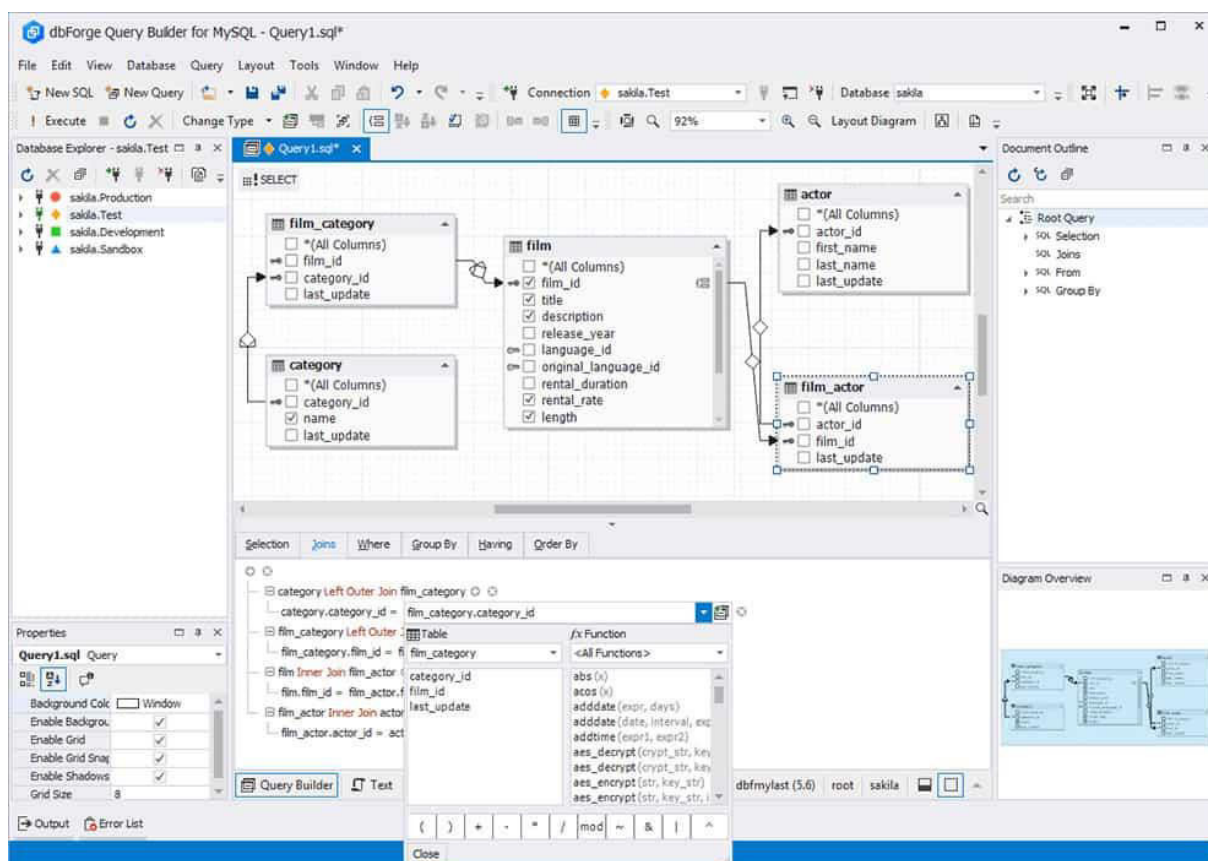 dbForge Query Builder for MySQL - Query1.sql*
File Edit View Database Query Layout Tools Window Help
New SQL New Query Connection sakila.Test Database sakila
! Execute Change Type 92% Layout Diagram
Database Explorer - sakila.Test
sakila.Production
sakila.Test
sakila.Development
sakila.Sandbox
Query1.sql*
SELECT
film_category
*(All Columns)
film_id
category_id
last_update
category
*(All Columns)
category_id
name
last_update
film
*(All Columns)
film_id
title
description
release_year
language_id
original_language_id
rental_duration
rental_rate
length
actor
*(All Columns)
actor_id
first_name
last_name
last_update
film_actor
*(All Columns)
actor_id
film_id
last_update
Document Outline
Search
Root Query
SQL Selection
SQL Joins
SQL From
SQL Group By
Selection Joins Where Group By Having Order By
category Left Outer Join film_category
category.category_id = film_category.category_id
film_category Left Outer J
film_category.film_id = f
film Inner Join film_actor
film.film_id = film_actor.f
film_actor Inner Join actor
film_actor.actor_id = act
Table
film_category
category_id
film_id
last_update
fx Function
<All Functions>
abs (x)
acos (x)
adddate (expr, days)
adddate (date, interval, exp
addtime (expr1, expr2)
aes_decrypt (crypt_str, key
aes_decrypt (crypt_str, key
aes_encrypt (str, key_str)
aes_encrypt (str, key_str, i
( ) + - * / mod ~ & | ^
Close
Diagram Overview
Properties
Query1.sql Query
Background Colc Window
Enable Backgrou
Enable Grid
Enable Grid Snap
Enable Shadows
Grid Size 8
Query Builder Text
dbfmylast (5.6) root sakila
Output Error List